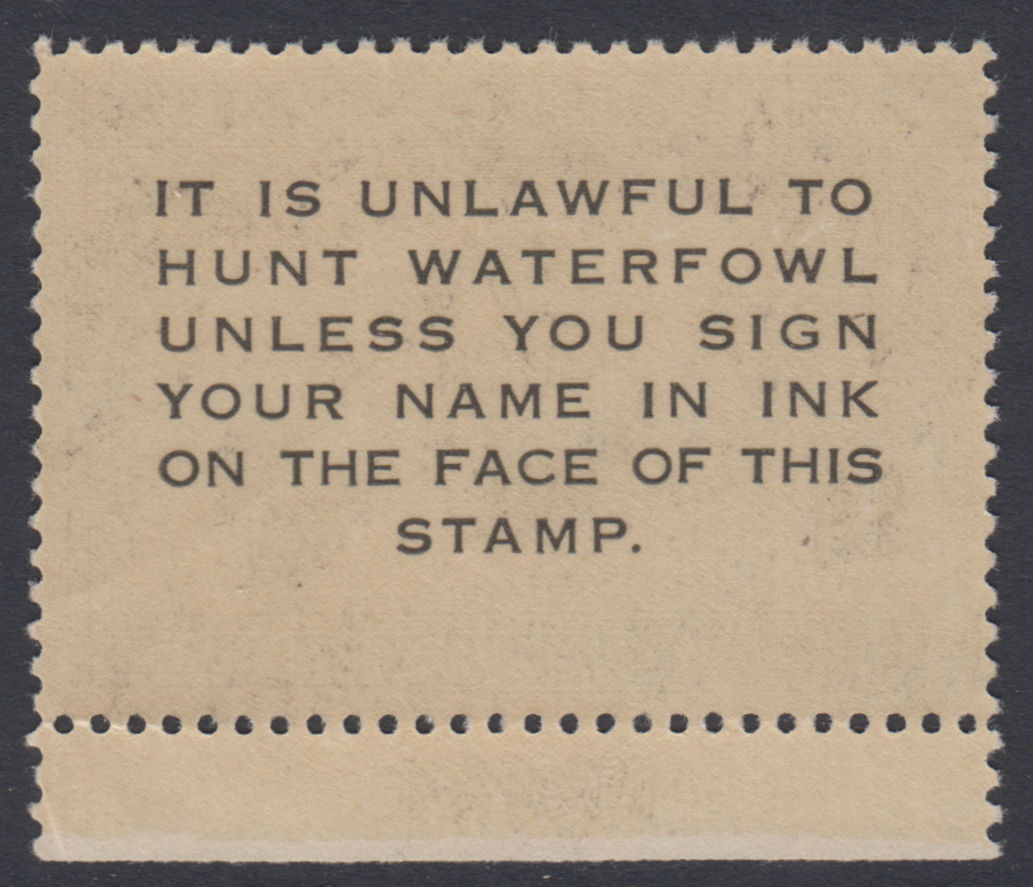 IT IS UNLAWFUL TO
HUNT WATERFOWL
UNLESS YOU SIGN
YOUR NAME IN INK
ON THE FACE OF THIS
STAMP.